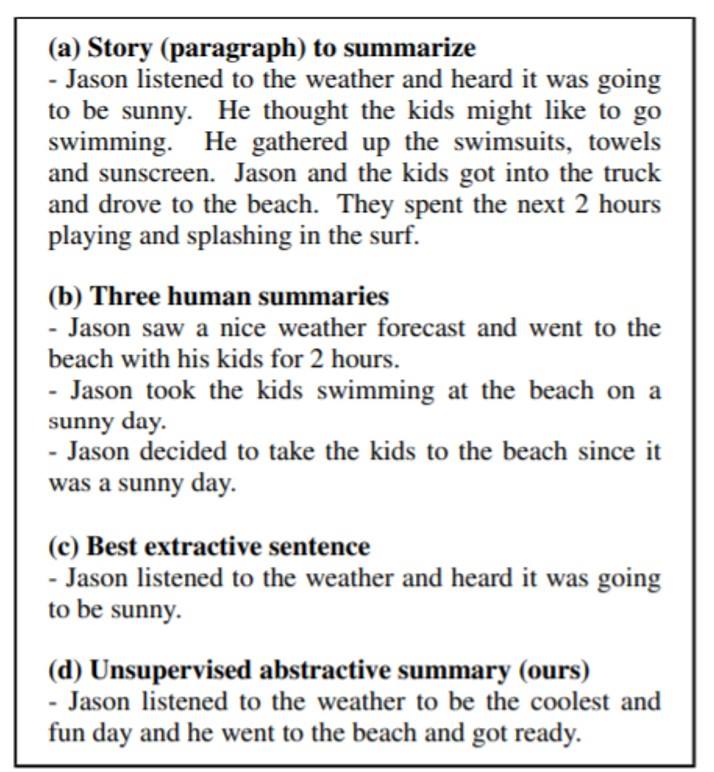 (a) Story (paragraph) to summarize
- Jason listened to the weather and heard it was going
to be sunny. He thought the kids might like to go
swimming. He gathered up the swimsuits, towels
and sunscreen. Jason and the kids got into the truck
and drove to the beach. They spent the next 2 hours
playing and splashing in the surf.
(b) Three human summaries
- Jason saw a nice weather forecast and went to the
beach with his kids for 2 hours.
- Jason took the kids swimming at the beach on a
sunny day.
- Jason decided to take the kids to the beach since it
was a sunny day.
(c) Best extractive sentence
- Jason listened to the weather and heard it was going
to be sunny.
(d) Unsupervised abstractive summary (ours)
- Jason listened to the weather to be the coolest and
fun day and he went to the beach and got ready.